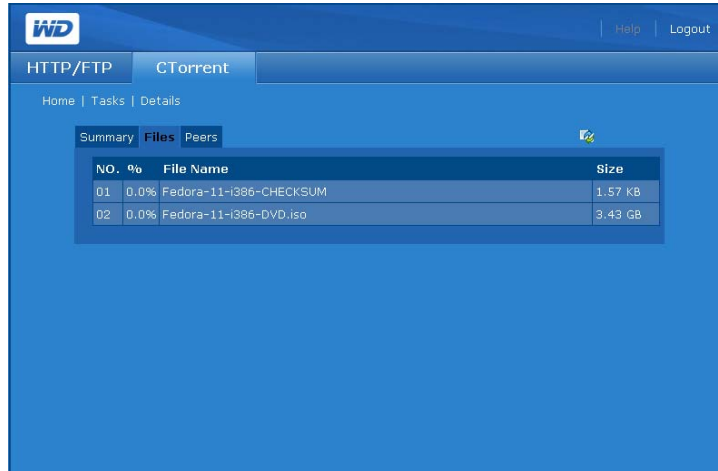 WD
Help | Logout
HTTP/FTP CTorrent
Home | Tasks | Details
Summary Files Peers
NO. % File Name Size
01 0.0% Fedora-11-i386-CHECKSUM 1.57 KB
02 0.0% Fedora-11-i386-DVD.iso 3.43 GB